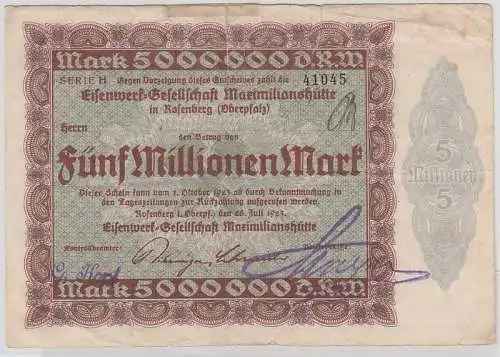 Mark 5000000 D.R.W.
SERIE H Gegen Vorzeigung dieses Gutscheines zahlt die 41045
Eisenwerk-Gesellschaft Maximilianshütte
in Rosenberg (Oberpfalz)
Herrn
den Betrag von
Fünf Millionen Mark
Dieser Schein kann vom 1. Oktober 1923 ab durch Bekanntmachung in
den Tageszeitungen zur Rückzahlung aufgerufen werden.
Rosenberg i. Oberpf., den 26. Juli 1923.
Eisenwerk-Gesellschaft Maximilianshütte
Kontrollbeamter:
Mark 5000000 D.R.W.
5
Millionen
5